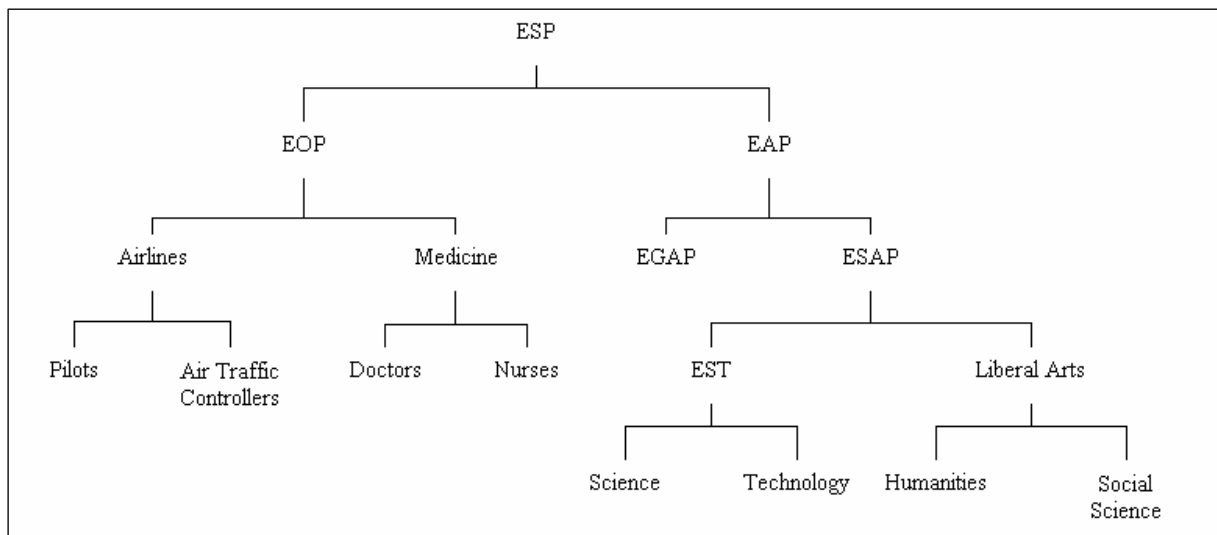 ESP
EOP EAP
Airlines Medicine EGAP ESAP
Pilots Air Traffic Doctors Nurses EST Liberal Arts
Controllers
Science Technology Humanities Social
Science